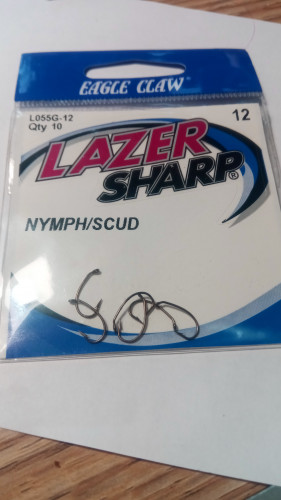 EAGLE CLAW®
L055G-12
Qty 10
12
LAZER
SHARP®
NYMPH/SCUD